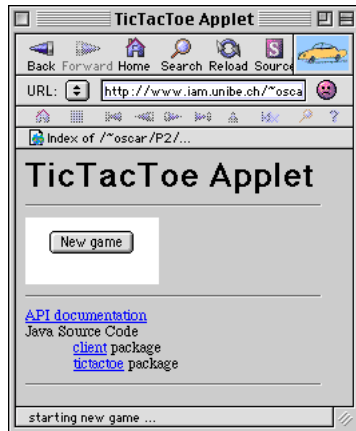 TicTacToe Applet
Back Forward Home Search Reload Source
URL: http://www.iam.unibe.ch/~osca
Index of /~oscar/P2/...
TicTacToe Applet
New game
API documentation
Java Source Code
client package
tictactoe package
starting new game ...